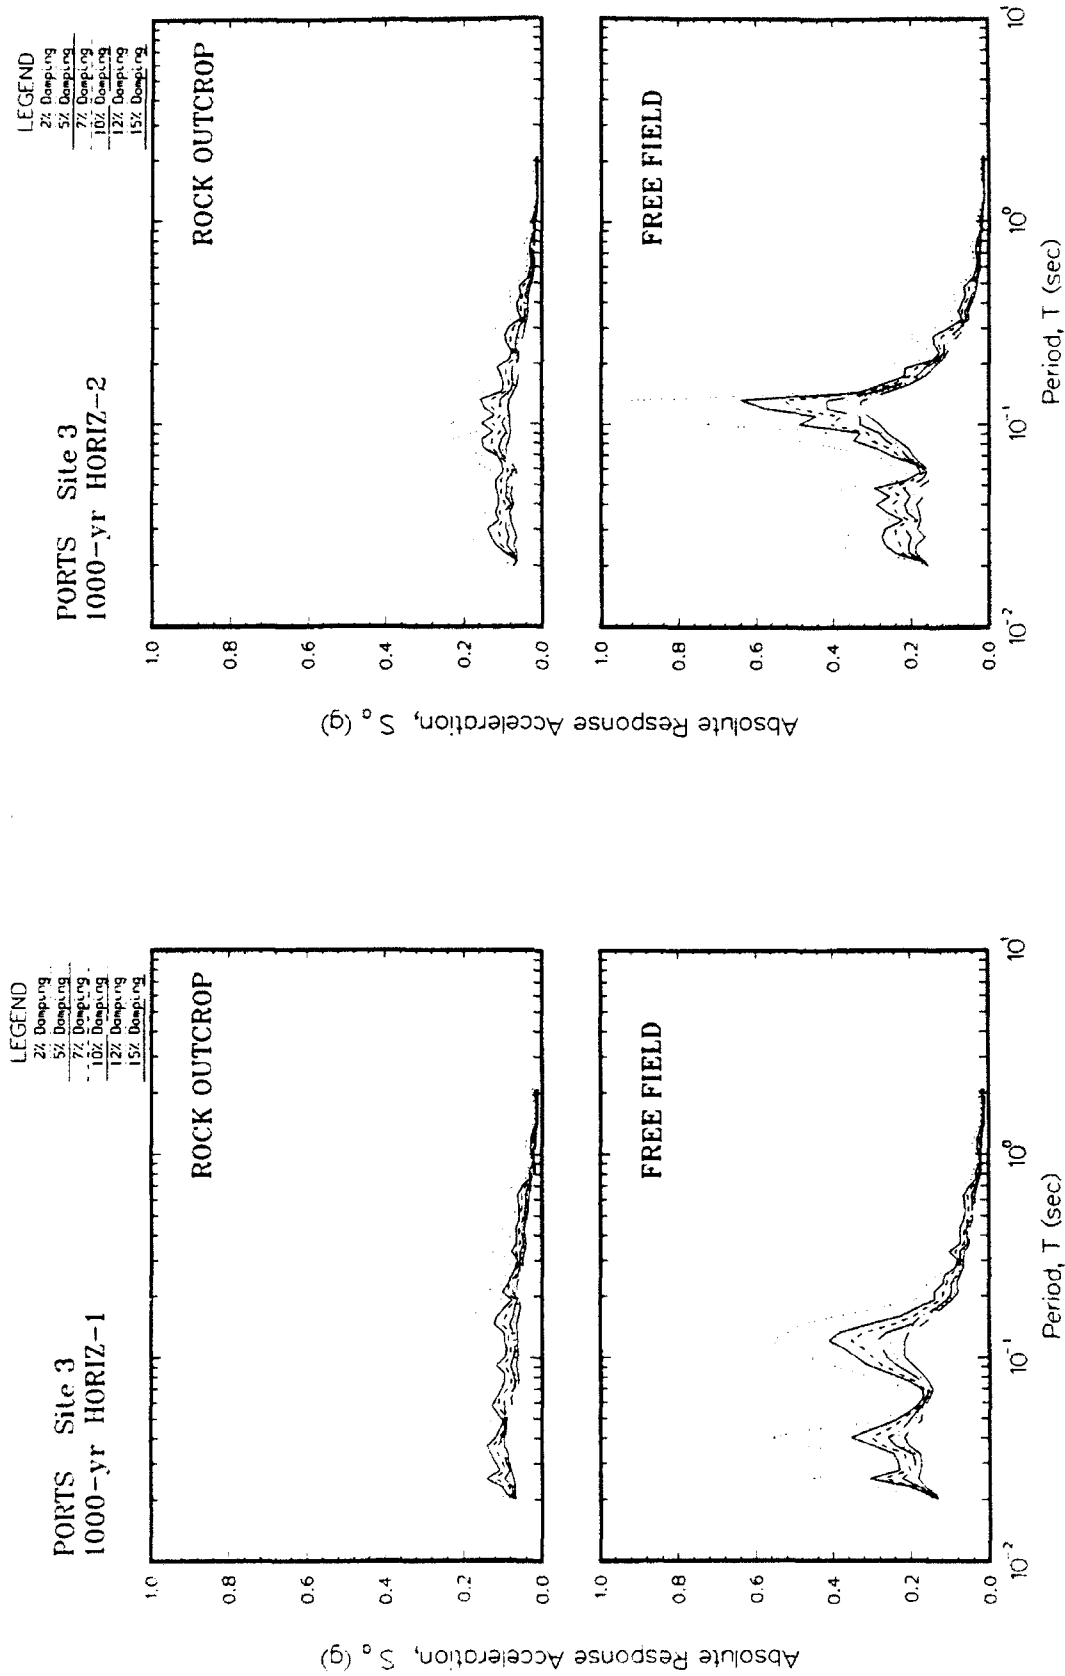 PORTS Site 3
1000-yr HORIZ-1
LEGEND
2% Damping
5% Damping
7% Damping
10% Damping
12% Damping
15% Damping
Absolute Response Acceleration, S a (g)
1.0
0.8
0.6
0.4
0.2
0.0
ROCK OUTCROP
1.0
0.8
0.6
0.4
0.2
0.0
FREE FIELD
10⁻² 10⁻¹ 10⁰ 10¹
Period, T (sec)
PORTS Site 3
1000-yr HORIZ-2
LEGEND
2% Damping
5% Damping
7% Damping
10% Damping
12% Damping
15% Damping
Absolute Response Acceleration, S a (g)
1.0
0.8
0.6
0.4
0.2
0.0
ROCK OUTCROP
1.0
0.8
0.6
0.4
0.2
0.0
FREE FIELD
10⁻² 10⁻¹ 10⁰ 10¹
Period, T (sec)